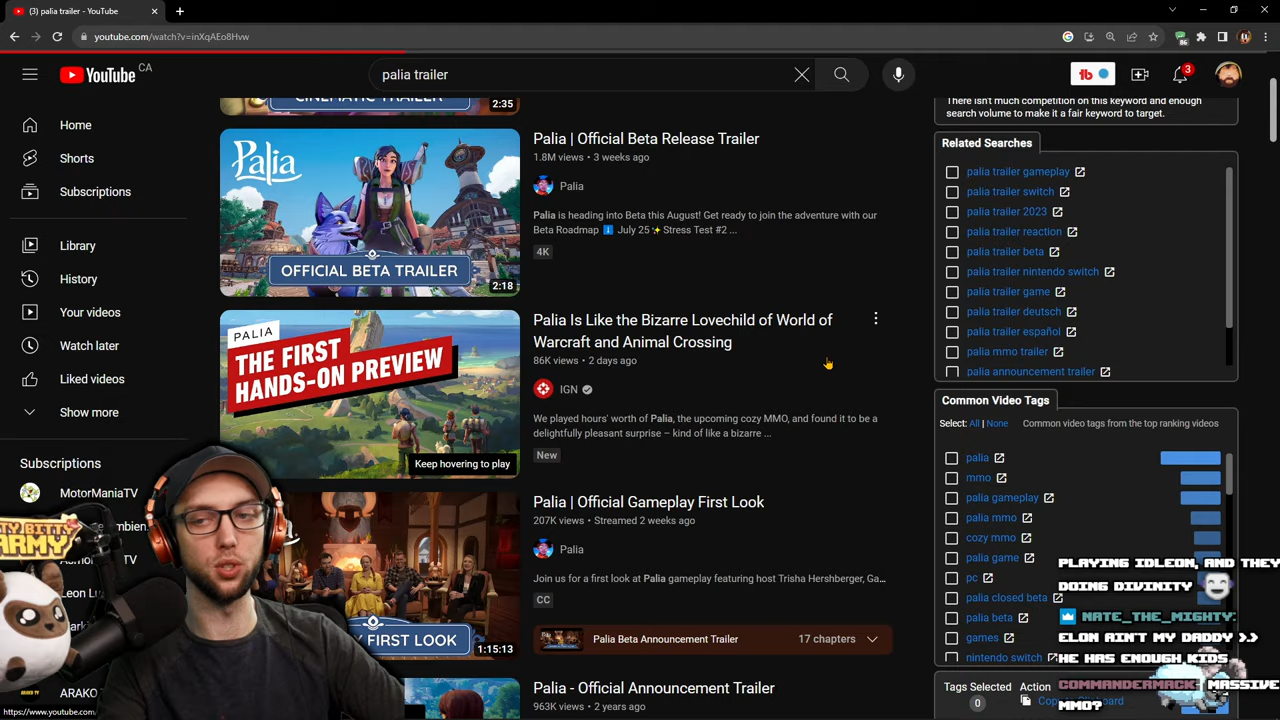 (3) palia trailer - YouTube
youtube.com/watch?v=inXqAEo8Hvw
86
YouTube CA
palia trailer
tb
3
Home
Shorts
Subscriptions
Library
History
Your videos
Watch later
Liked videos
Show more
Subscriptions
MotorManiaTV
TTY BITTY
ARMY
Leon Lu
ARAKO
https://www.youtube.com/
CINEMATIC TRAILER
2:35
Palia
OFFICIAL BETA TRAILER
2:18
Palia | Official Beta Release Trailer
1.8M views • 3 weeks ago
Palia
Palia is heading into Beta this August! Get ready to join the adventure with our
Beta Roadmap ⬇️ July 25 ✨ Stress Test #2 ...
4K
PALIA
THE FIRST
HANDS-ON PREVIEW
Keep hovering to play
Palia Is Like the Bizarre Lovechild of World of
Warcraft and Animal Crossing
86K views • 2 days ago
IGN
We played hours' worth of Palia, the upcoming cozy MMO, and found it to be a
delightfully pleasant surprise – kind of like a bizarre ...
New
FIRST LOOK
1:15:13
Palia | Official Gameplay First Look
207K views • Streamed 2 weeks ago
Palia
Join us for a first look at Palia gameplay featuring host Trisha Hershberger, Ga...
CC
Palia Beta Announcement Trailer 17 chapters
Palia - Official Announcement Trailer
963K views • 2 years ago
There isn't much competition on this keyword and enough
search volume to make it a fair keyword to target.
Related Searches
palia trailer gameplay
palia trailer switch
palia trailer 2023
palia trailer reaction
palia trailer beta
palia trailer nintendo switch
palia trailer game
palia trailer deutsch
palia trailer español
palia mmo trailer
palia announcement trailer
Common Video Tags
Select: All | None Common video tags from the top ranking videos
palia
mmo
palia gameplay
palia mmo
cozy mmo
palia game
pc
palia closed beta
palia beta
games
nintendo switch
Tags Selected Action
0
PLAYING IDLEON, AND THEY
DOING DIVINITY
NATE_THE_MIGHTY:
ELON AIN'T MY DADDY >.>
HE HAS ENOUGH KIDS
COMMANDERMACK: MASSIVE
MMO?